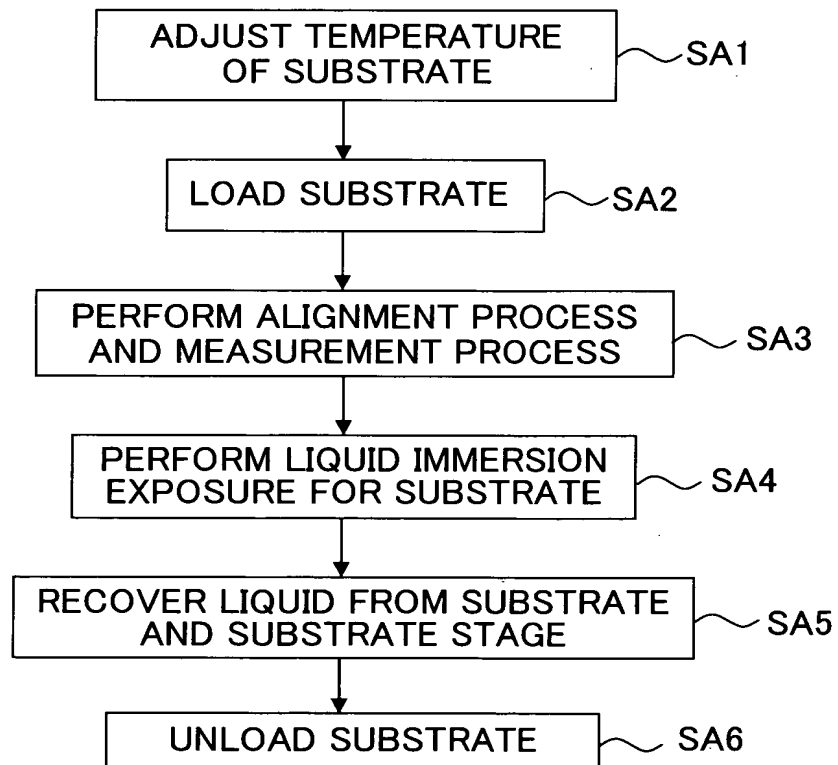 ADJUST TEMPERATURE
OF SUBSTRATE
SA1
LOAD SUBSTRATE
SA2
PERFORM ALIGNMENT PROCESS
AND MEASUREMENT PROCESS
SA3
PERFORM LIQUID IMMERSION
EXPOSURE FOR SUBSTRATE
SA4
RECOVER LIQUID FROM SUBSTRATE
AND SUBSTRATE STAGE
SA5
UNLOAD SUBSTRATE
SA6